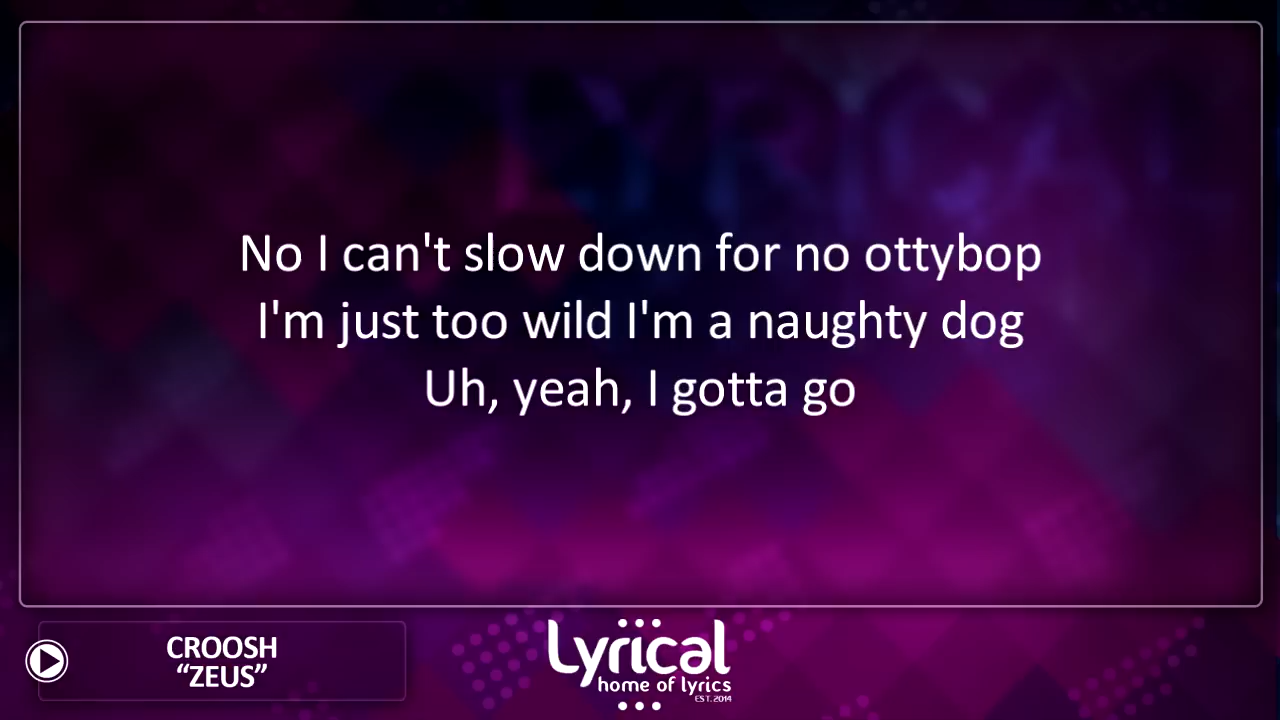 No I can't slow down for no ottybop
I'm just too wild I'm a naughty dog
Uh, yeah, I gotta go
CROOSH
“ZEUS”
Lyrical
home of lyrics
EST. 2014
LYRICAL